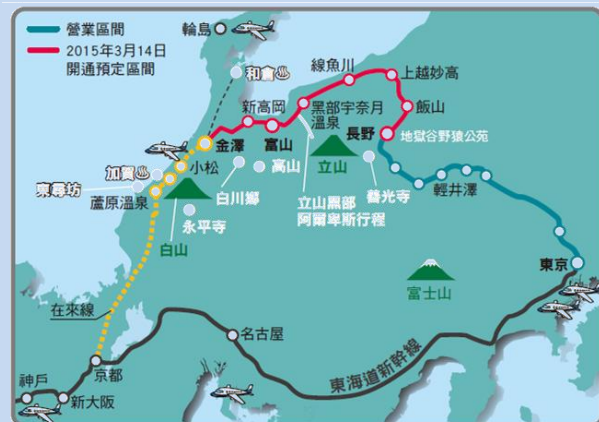 營業區間
2015年3月14日
開通預定區間
輪島
和倉♨
線魚川
上越妙高
新高岡
黑部宇奈月
溫泉
飯山
金澤
富山
長野
地獄谷野猿公苑
加賀♨
小松
高山
立山
東尋坊
白川鄉
善光寺
輕井澤
蘆原溫泉
永平寺
立山黑部
阿爾卑斯行程
白山
東京
富士山
在來線
名古屋
京都
東海道新幹線
神戶
新大阪